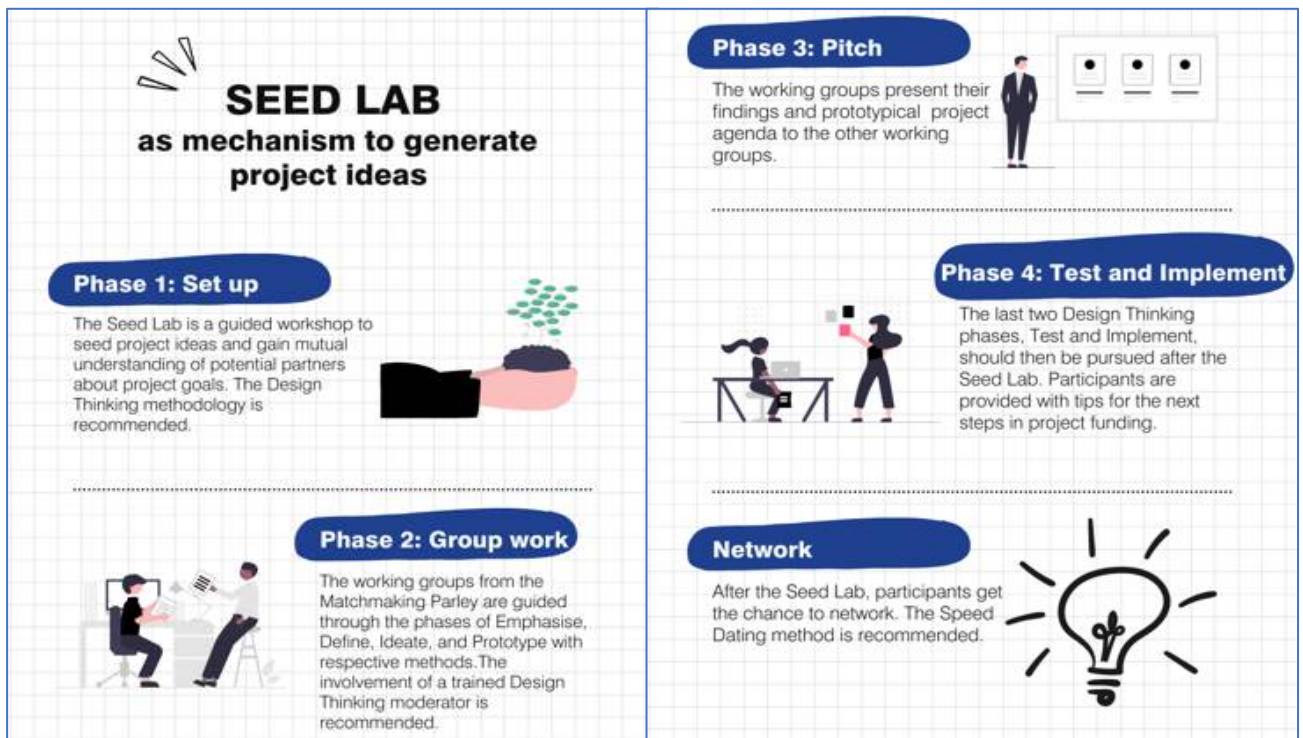 SEED LAB
as mechanism to generate
project ideas
Phase 1: Set up
The Seed Lab is a guided workshop to
seed project ideas and gain mutual
understanding of potential partners
about project goals. The Design
Thinking methodology is
recommended.
Phase 2: Group work
The working groups from the
Matchmaking Parley are guided
through the phases of Emphasise,
Define, Ideate, and Prototype with
respective methods.The
involvement of a trained Design
Thinking moderator is
recommended.
Phase 3: Pitch
The working groups present their
findings and prototypical project
agenda to the other working
groups.
Phase 4: Test and Implement
The last two Design Thinking
phases, Test and Implement,
should then be pursued after the
Seed Lab. Participants are
provided with tips for the next
steps in project funding.
Network
After the Seed Lab, participants get
the chance to network. The Speed
Dating method is recommended.